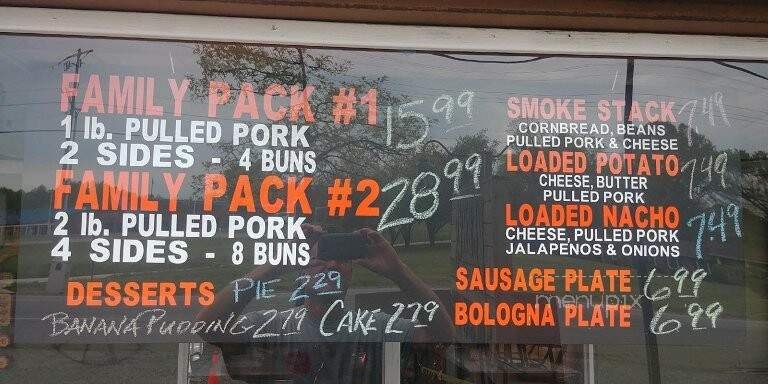 FAMILY PACK #1 15.99
1 lb. PULLED PORK
2 SIDES - 4 BUNS
FAMILY PACK #2 28.99
2 lb. PULLED PORK
4 SIDES - 8 BUNS
DESSERTS PIE 2.29
BANANA PUDDING 2.79 CAKE 2.79
SMOKE STACK 7.49
CORNBREAD, BEANS
PULLED PORK & CHEESE
LOADED POTATO 7.49
CHEESE, BUTTER
PULLED PORK
LOADED NACHO 7.49
CHEESE, PULLED PORK
JALAPENOS & ONIONS
SAUSAGE PLATE 6.99
menupix
BOLOGNA PLATE 6.99